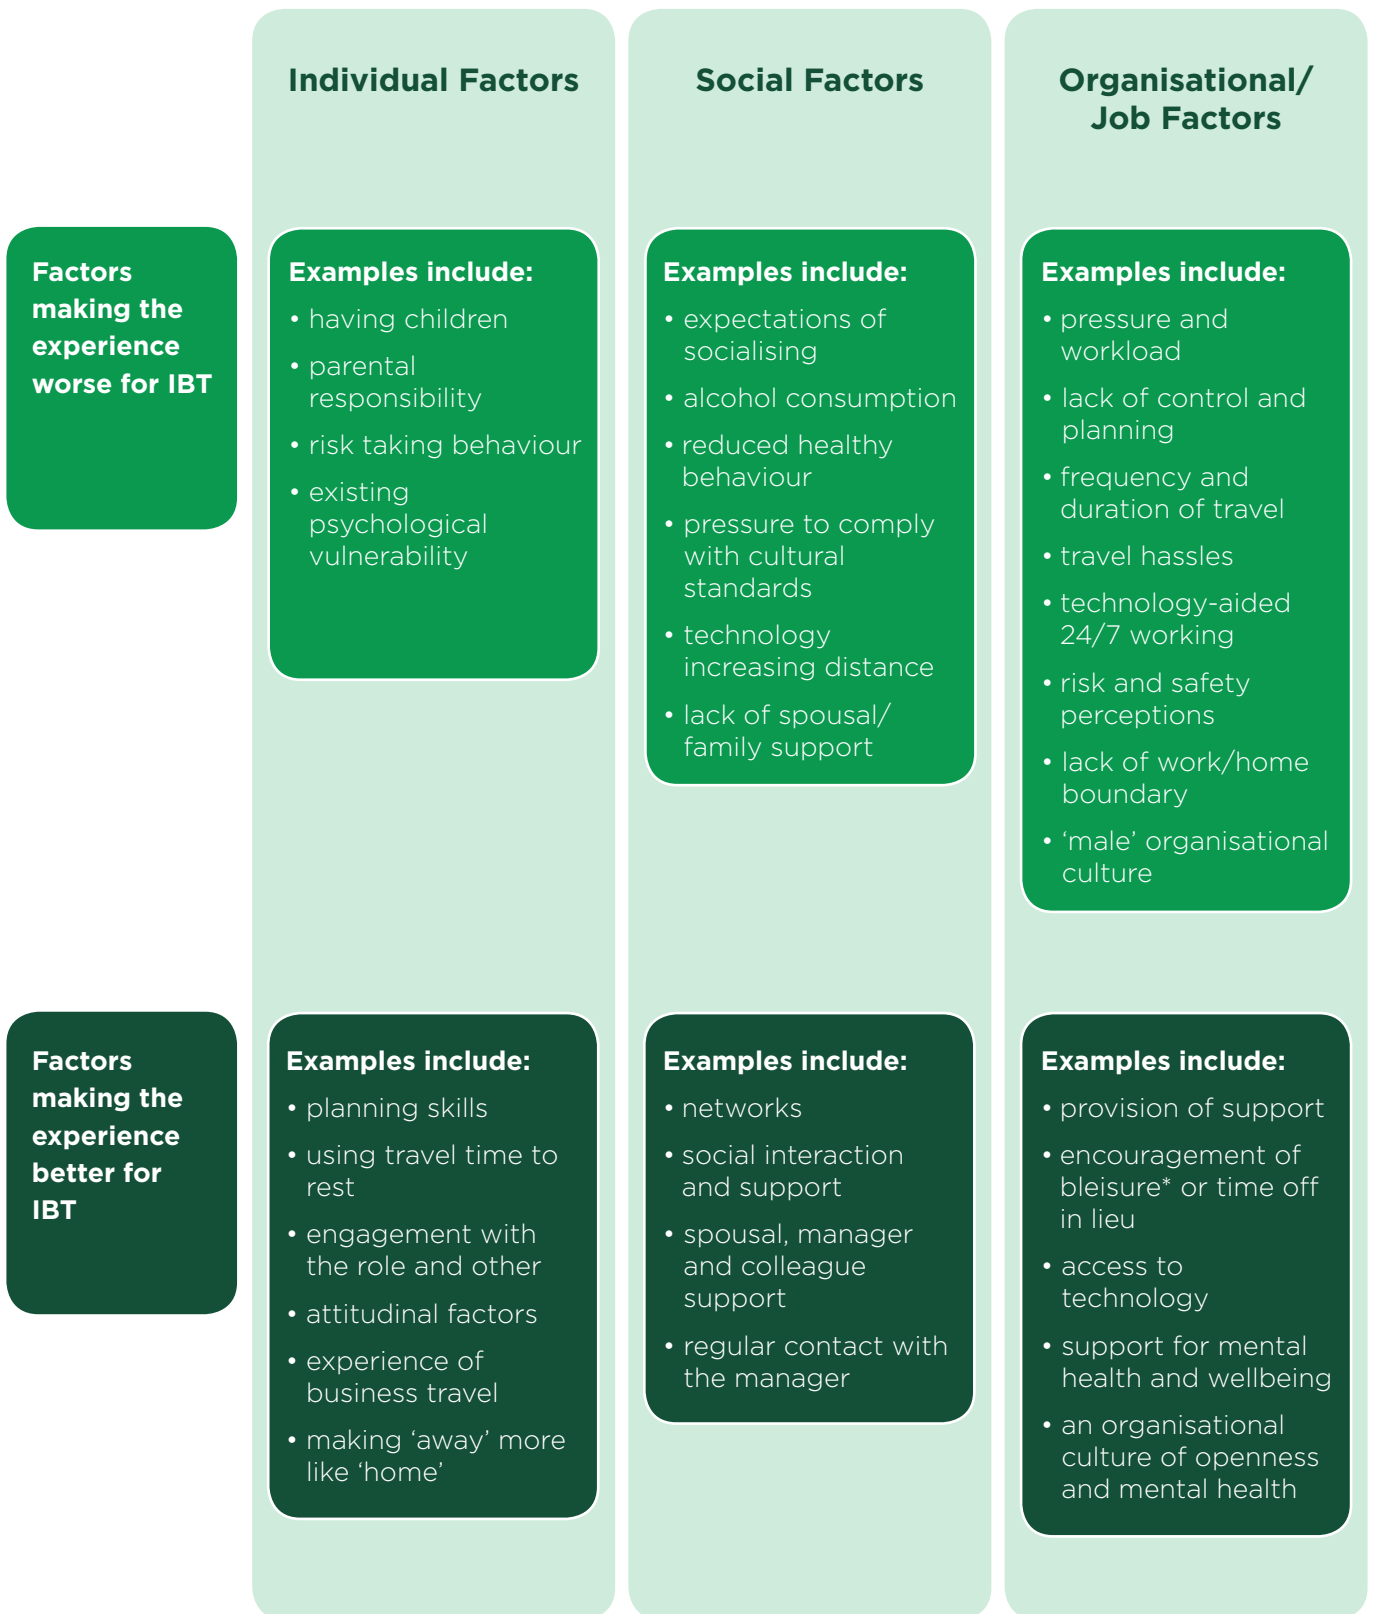 Individual Factors
Social Factors
Organisational/
Job Factors
Factors
making the
experience
worse for IBT
Examples include:
• having children
• parental
responsibility
• risk taking behaviour
• existing
psychological
vulnerability
Examples include:
• expectations of
socialising
• alcohol consumption
• reduced healthy
behaviour
• pressure to comply
with cultural
standards
• technology
increasing distance
• lack of spousal/
family support
Examples include:
• pressure and
workload
• lack of control and
planning
• frequency and
duration of travel
• travel hassles
• technology-aided
24/7 working
• risk and safety
perceptions
• lack of work/home
boundary
• ‘male’ organisational
culture
Factors
making the
experience
better for
IBT
Examples include:
• planning skills
• using travel time to
rest
• engagement with
the role and other
• attitudinal factors
• experience of
business travel
• making ‘away’ more
like ‘home’
Examples include:
• networks
• social interaction
and support
• spousal, manager
and colleague
support
• regular contact with
the manager
Examples include:
• provision of support
• encouragement of
bleisure* or time off
in lieu
• access to
technology
• support for mental
health and wellbeing
• an organisational
culture of openness
and mental health